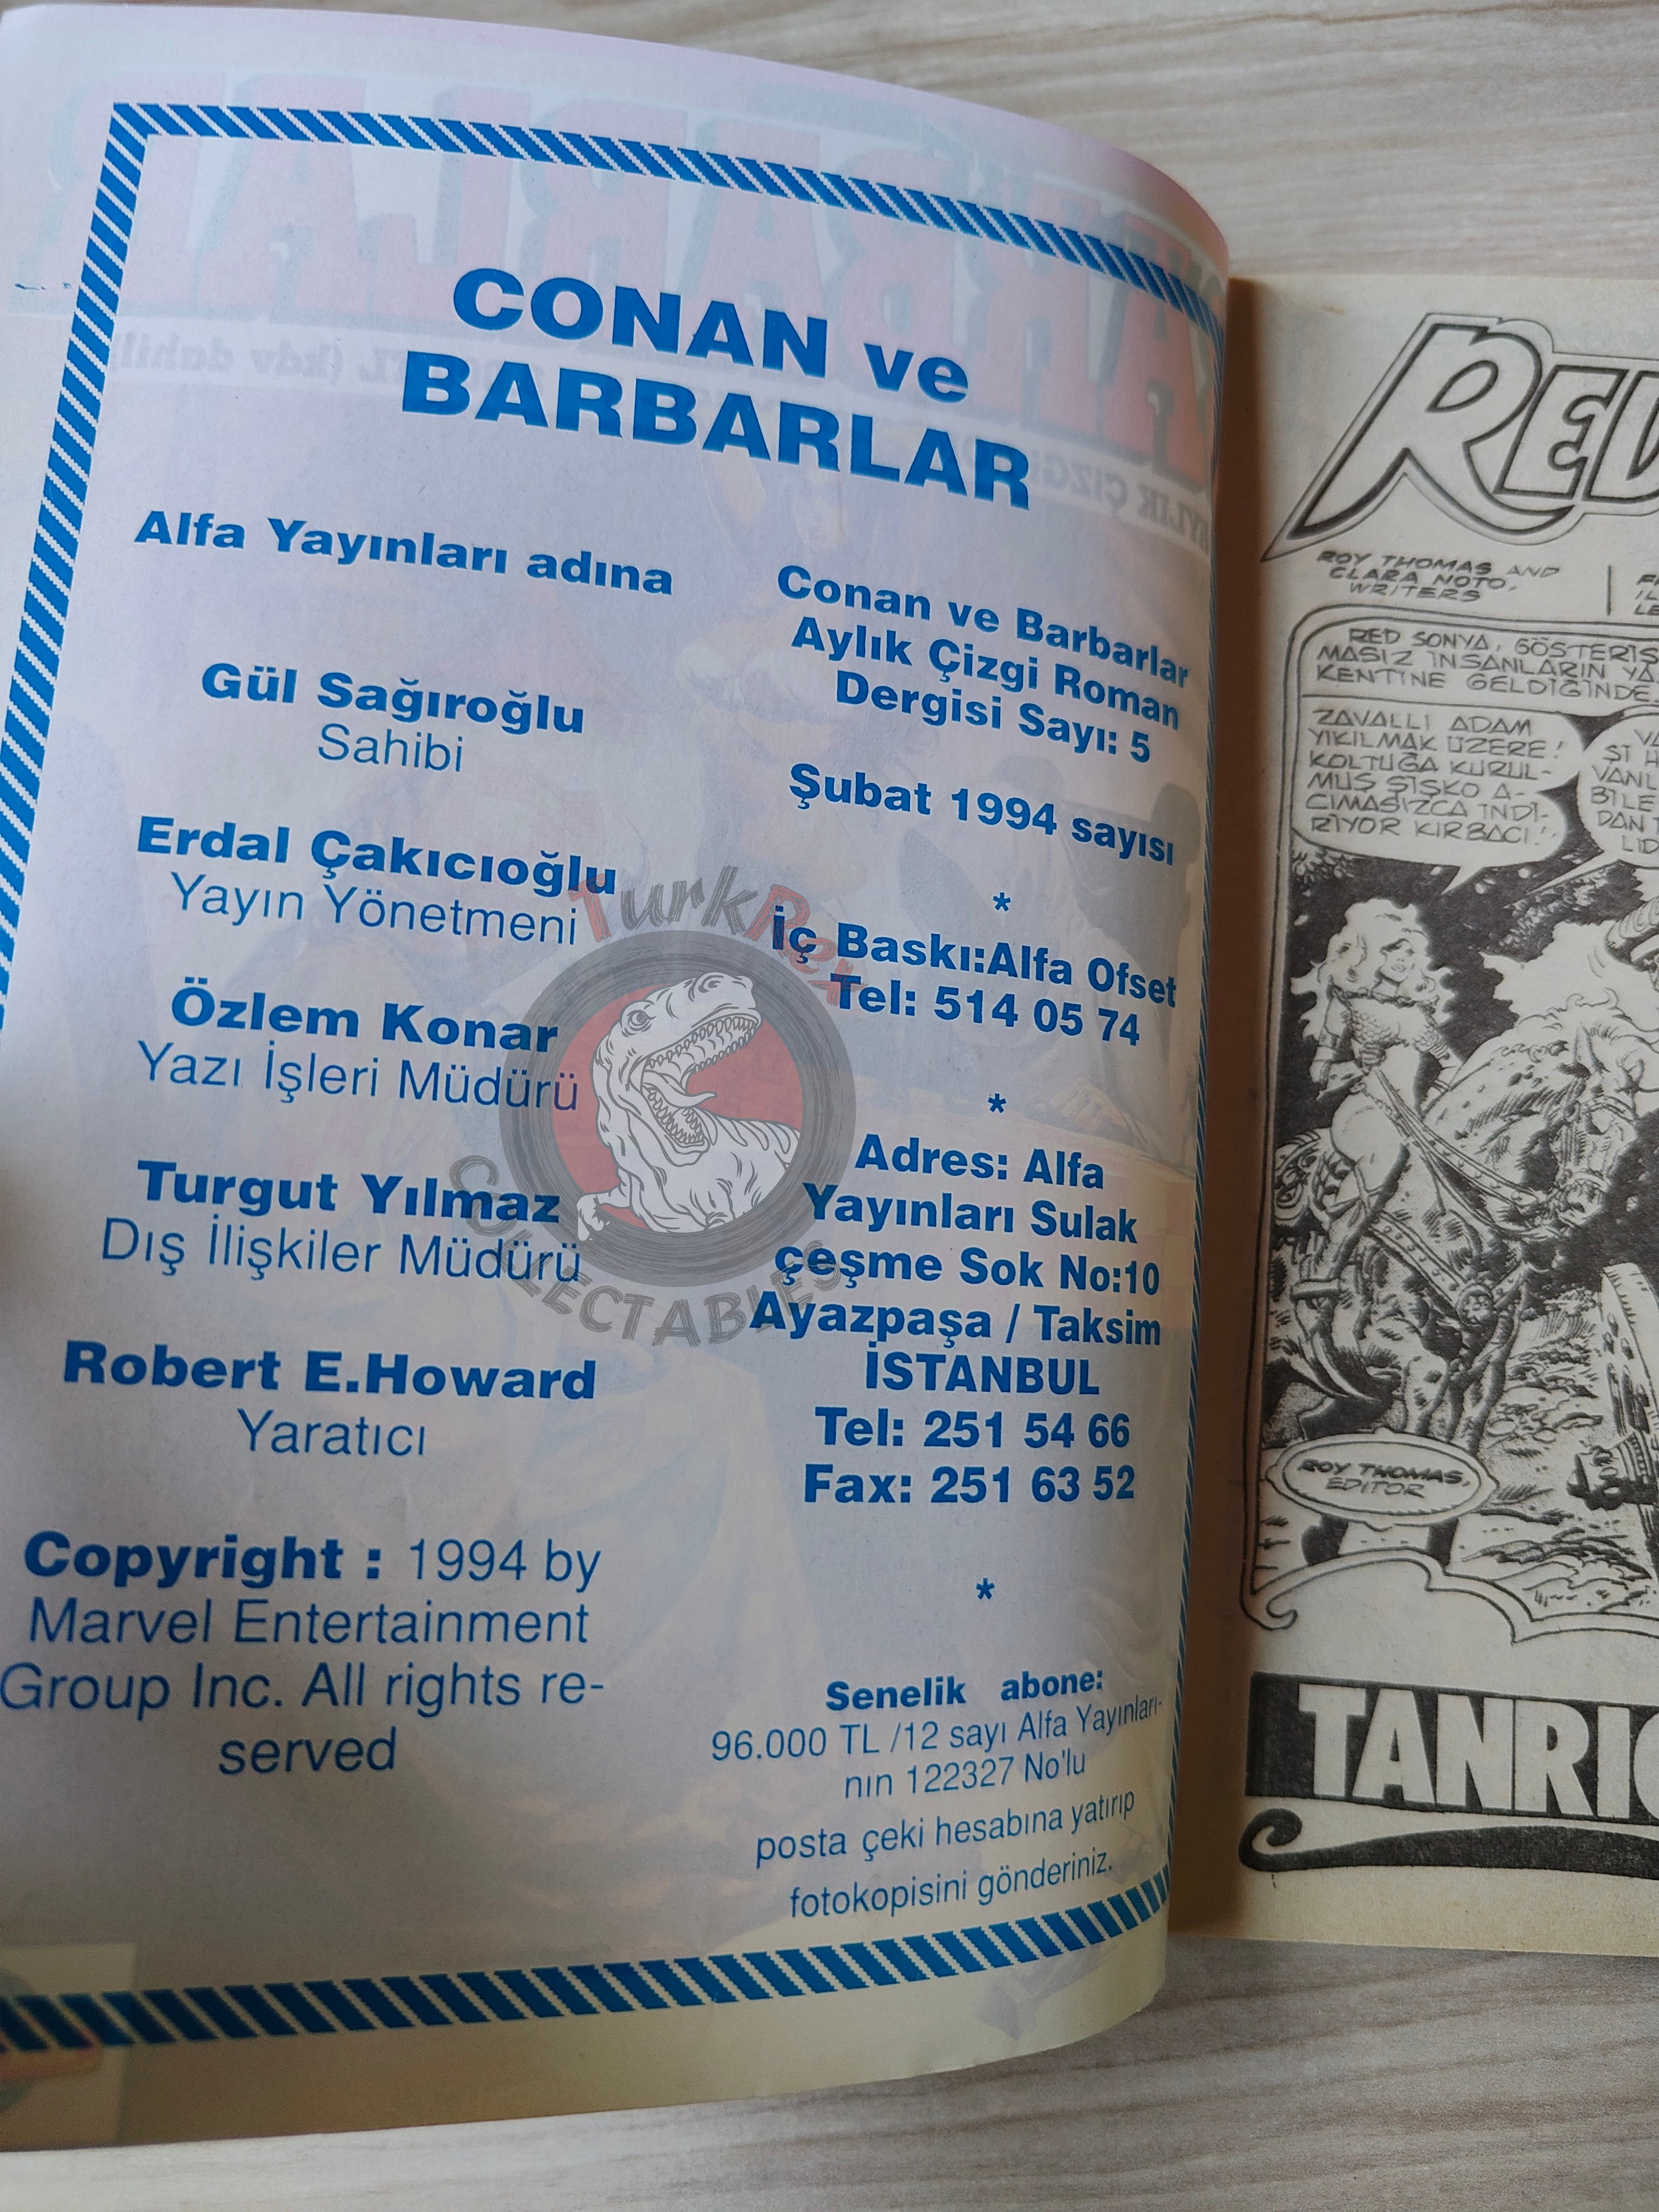 CONAN ve
BARBARLAR
Alfa Yayınları adına
Gül Sağıroğlu
Sahibi
Erdal Çakıcıoğlu
Yayın Yönetmeni
Özlem Konar
Yazı İşleri Müdürü
Turgut Yılmaz
Dış İlişkiler Müdürü
Robert E.Howard
Yaratıcı
Copyright : 1994 by
Marvel Entertainment
Group Inc. All rights re-
served
Conan ve Barbarlar
Aylık Çizgi Roman
Dergisi Sayı: 5
Şubat 1994 sayısı
*
İç Baskı:Alfa Ofset
Tel: 514 05 74
*
Adres: Alfa
Yayınları Sulak
çeşme Sok No:10
Ayazpaşa / Taksim
İSTANBUL
Tel: 251 54 66
Fax: 251 63 52
*
Senelik abone:
96.000 TL /12 sayı Alfa Yayınları-
nın 122327 No'lu
posta çeki hesabına yatırıp
fotokopisini gönderiniz.
TurkRex
COLLECTABLES
RED
ROY THOMAS AND
CLARA NOTO,
WRITERS
RED SONYA, GÖSTERİŞ
MASIZ İNSANLARIN YA
KENTİNE GELDİĞİNDE
ZAVALLI ADAM
YIKILMAK ÜZERE!
KOLTUĞA KURUL-
MUŞ ŞİŞKO A-
CIMASIZCA İNDİ-
RİYOR KIRBACI!
ROY THOMAS,
EDITOR
TANRI